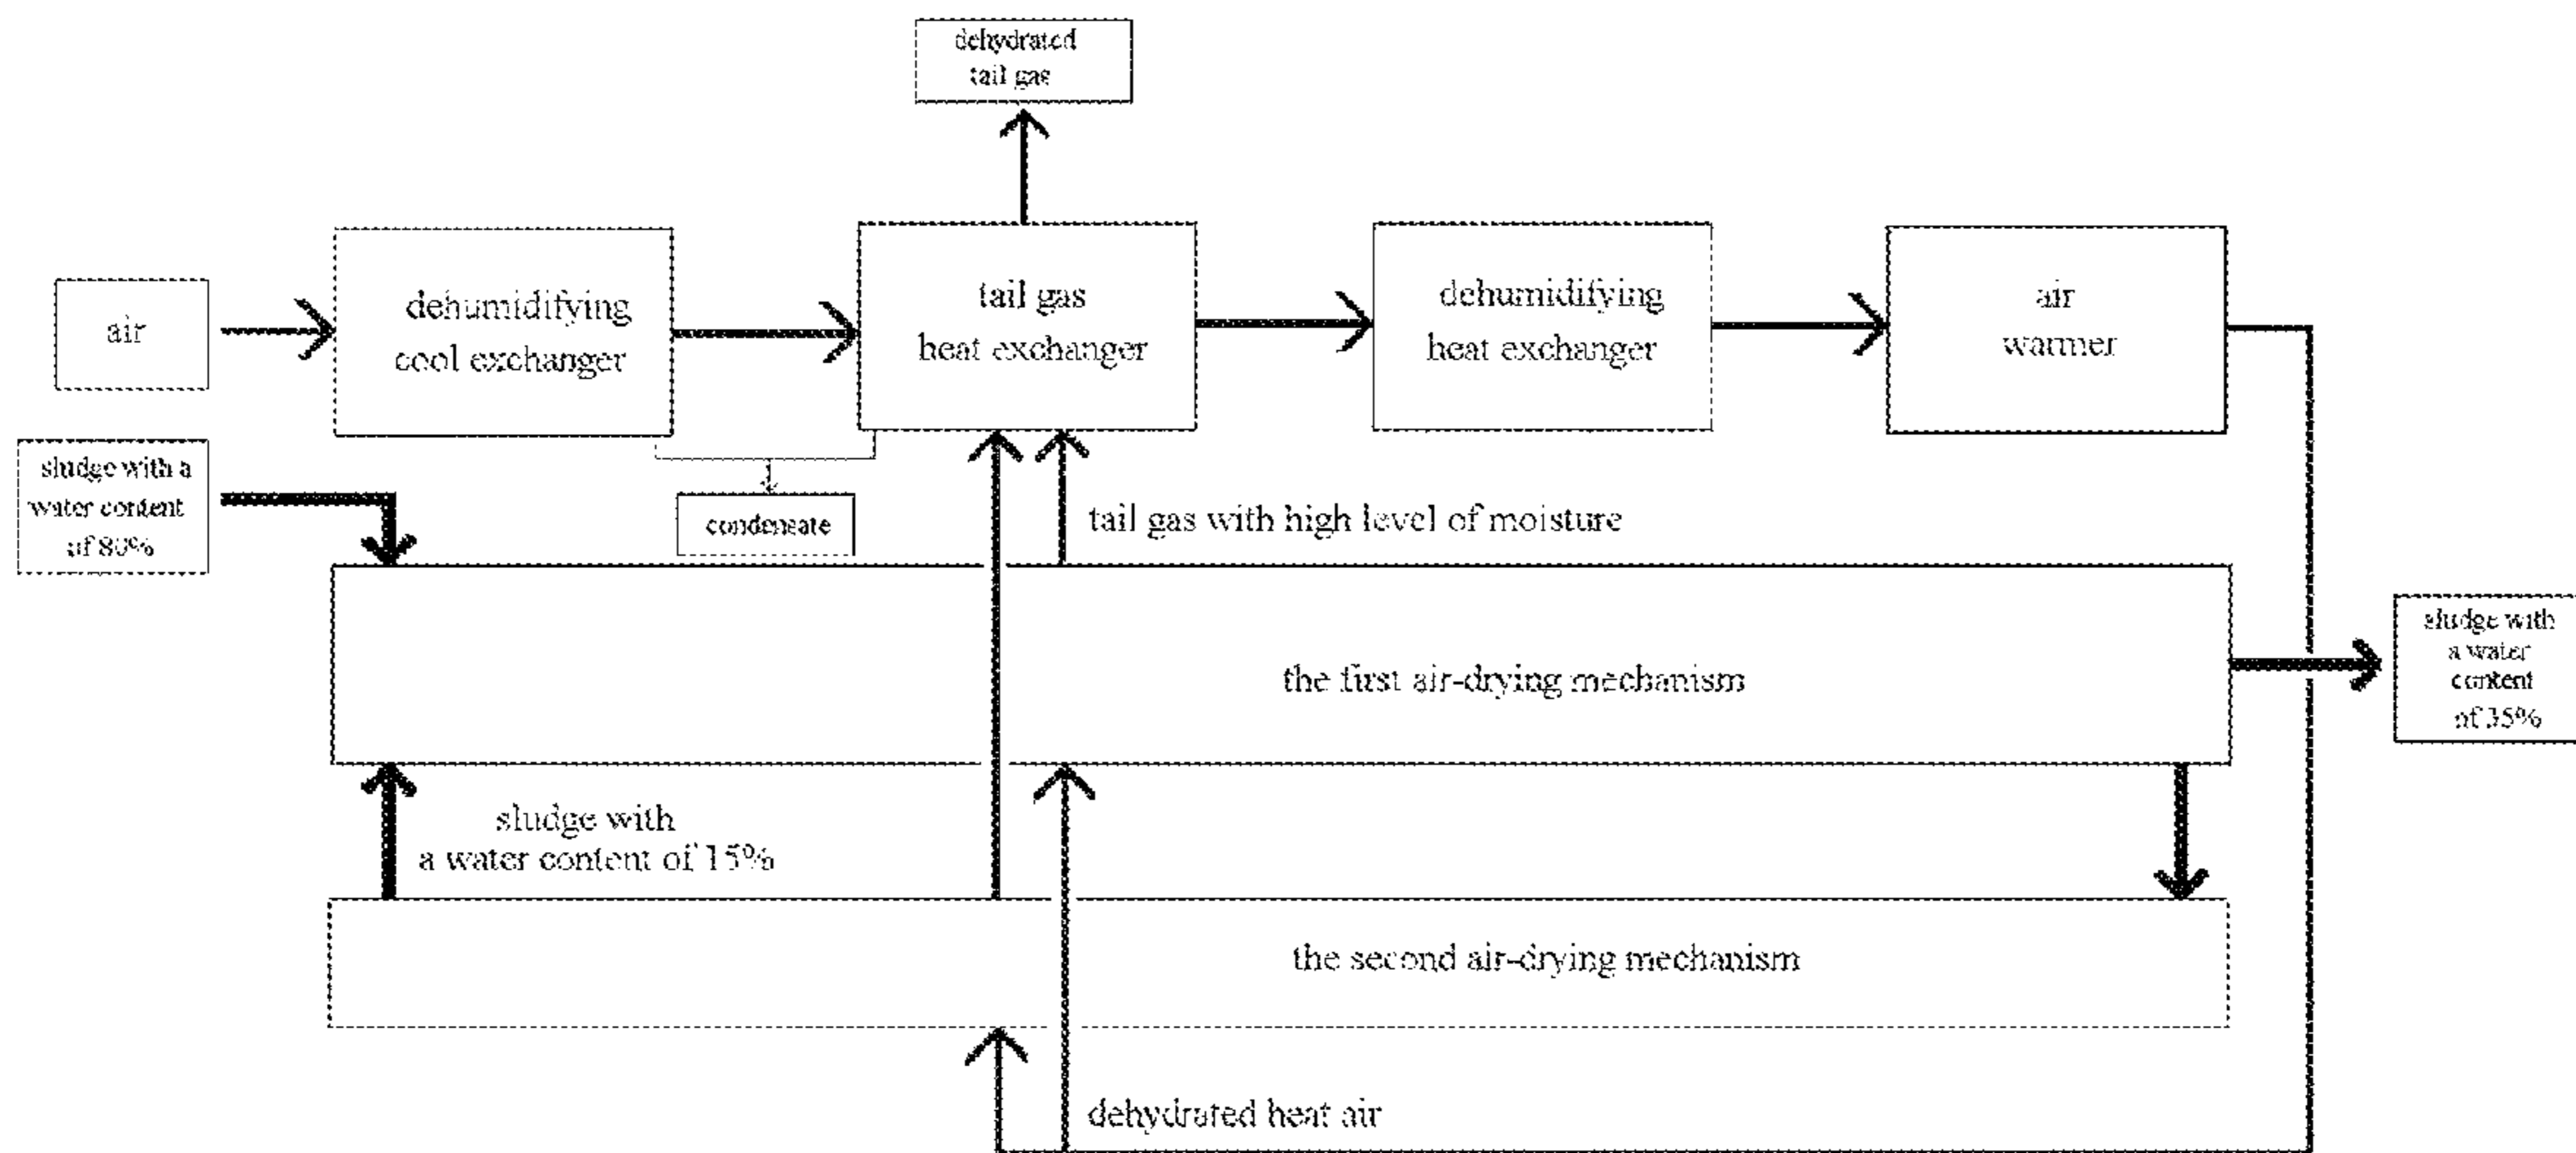 dehydrated
tail gas
air
dehumidifying
cool exchanger
tail gas
heat exchanger
dehumidifying
heat exchanger
air
warmer
sludge with a
water content
of 80%
condensate
tail gas with high level of moisture
the first air-drying mechanism
sludge with
a water
content
of 35%
sludge with
a water content of 15%
the second air-drying mechanism
dehydrated heat air